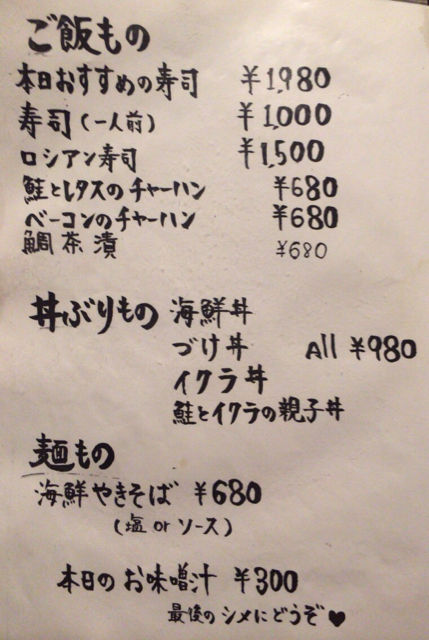 ご飯もの
本日おすすめの寿司 ¥1,980
寿司(一人前) ¥1,000
ロシアン寿司 ¥1,500
鮭とレタスのチャーハン ¥680
ベーコンのチャーハン ¥680
鯛茶漬 ¥680
丼ぶりもの 海鮮丼
づけ丼 All ¥980
イクラ丼
鮭とイクラの親子丼
麺もの
海鮮やきそば ¥680
(塩 or ソース)
本日のお味噌汁 ¥300
最後のシメにどうぞ♥